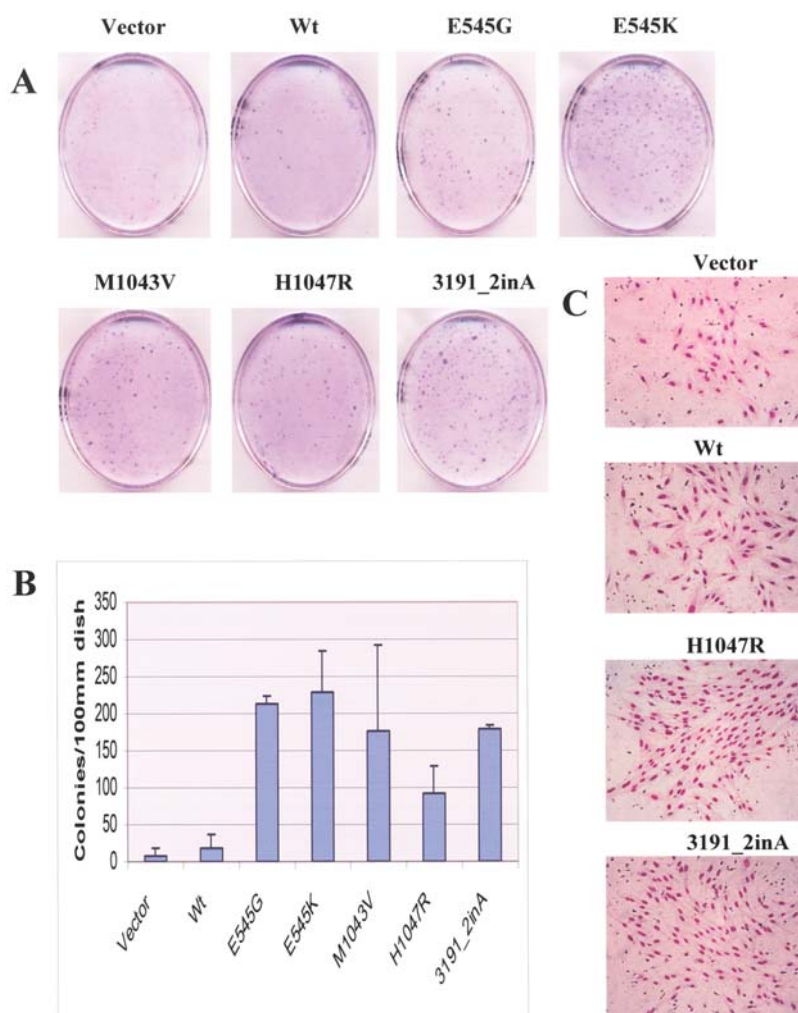 Vector Wt E545G E545K
A
M1043V H1047R 3191_2inA
B
Colonies/100mm dish
350
300
250
200
150
100
50
0
Vector
Wt
E545G
E545K
M1043V
H1047R
3191_2inA
C
Vector
Wt
H1047R
3191_2inA